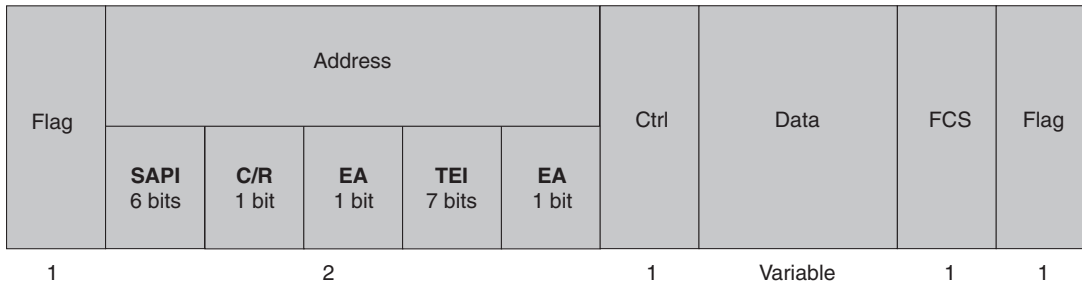 Flag
Address
Ctrl
Data
FCS
Flag
SAPI
6 bits
C/R
1 bit
EA
1 bit
TEI
7 bits
EA
1 bit
1
2
1
Variable
1
1